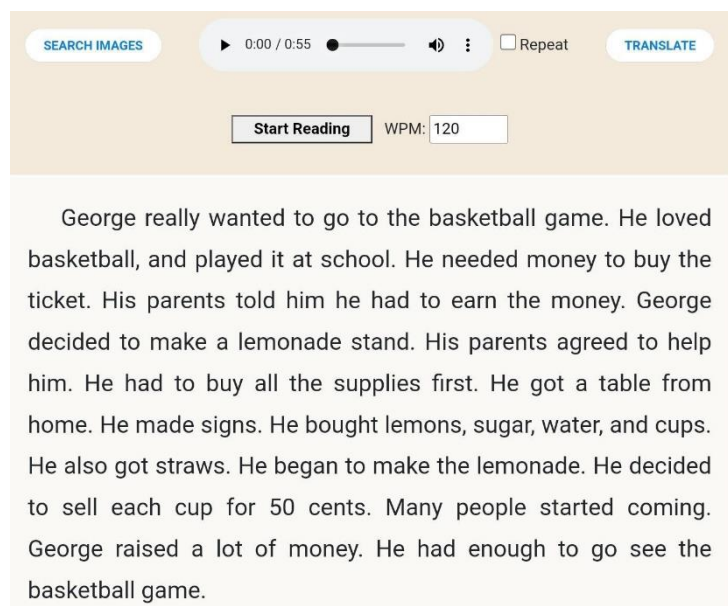 SEARCH IMAGES
0:00 / 0:55
Repeat
TRANSLATE
Start Reading
WPM: 120
George really wanted to go to the basketball game. He loved
basketball, and played it at school. He needed money to buy the
ticket. His parents told him he had to earn the money. George
decided to make a lemonade stand. His parents agreed to help
him. He had to buy all the supplies first. He got a table from
home. He made signs. He bought lemons, sugar, water, and cups.
He also got straws. He began to make the lemonade. He decided
to sell each cup for 50 cents. Many people started coming.
George raised a lot of money. He had enough to go see the
basketball game.